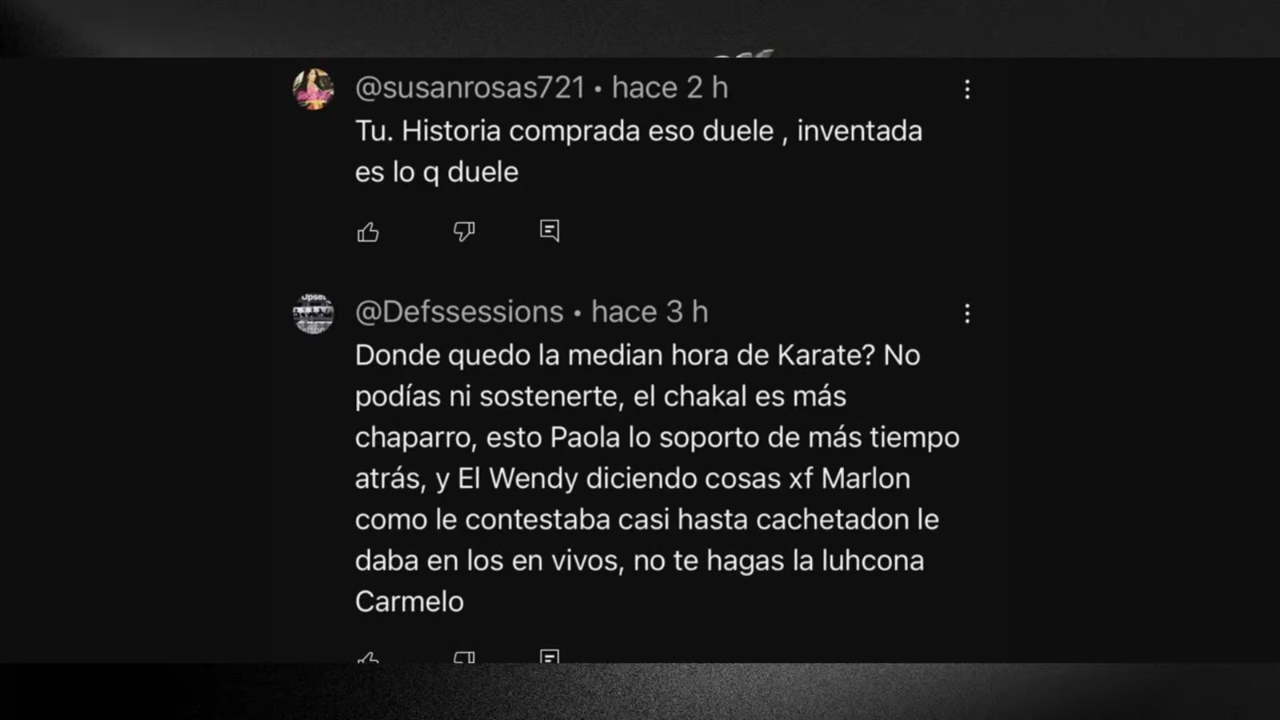 @susanrosas721 • hace 2 h
Tu. Historia comprada eso duele , inventada
es lo q duele
@Defssessions • hace 3 h
Donde quedo la median hora de Karate? No
podías ni sostenerte, el chakal es más
chaparro, esto Paola lo soporto de más tiempo
atrás, y El Wendy diciendo cosas xf Marlon
como le contestaba casi hasta cachetadon le
daba en los en vivos, no te hagas la luhcona
Carmelo